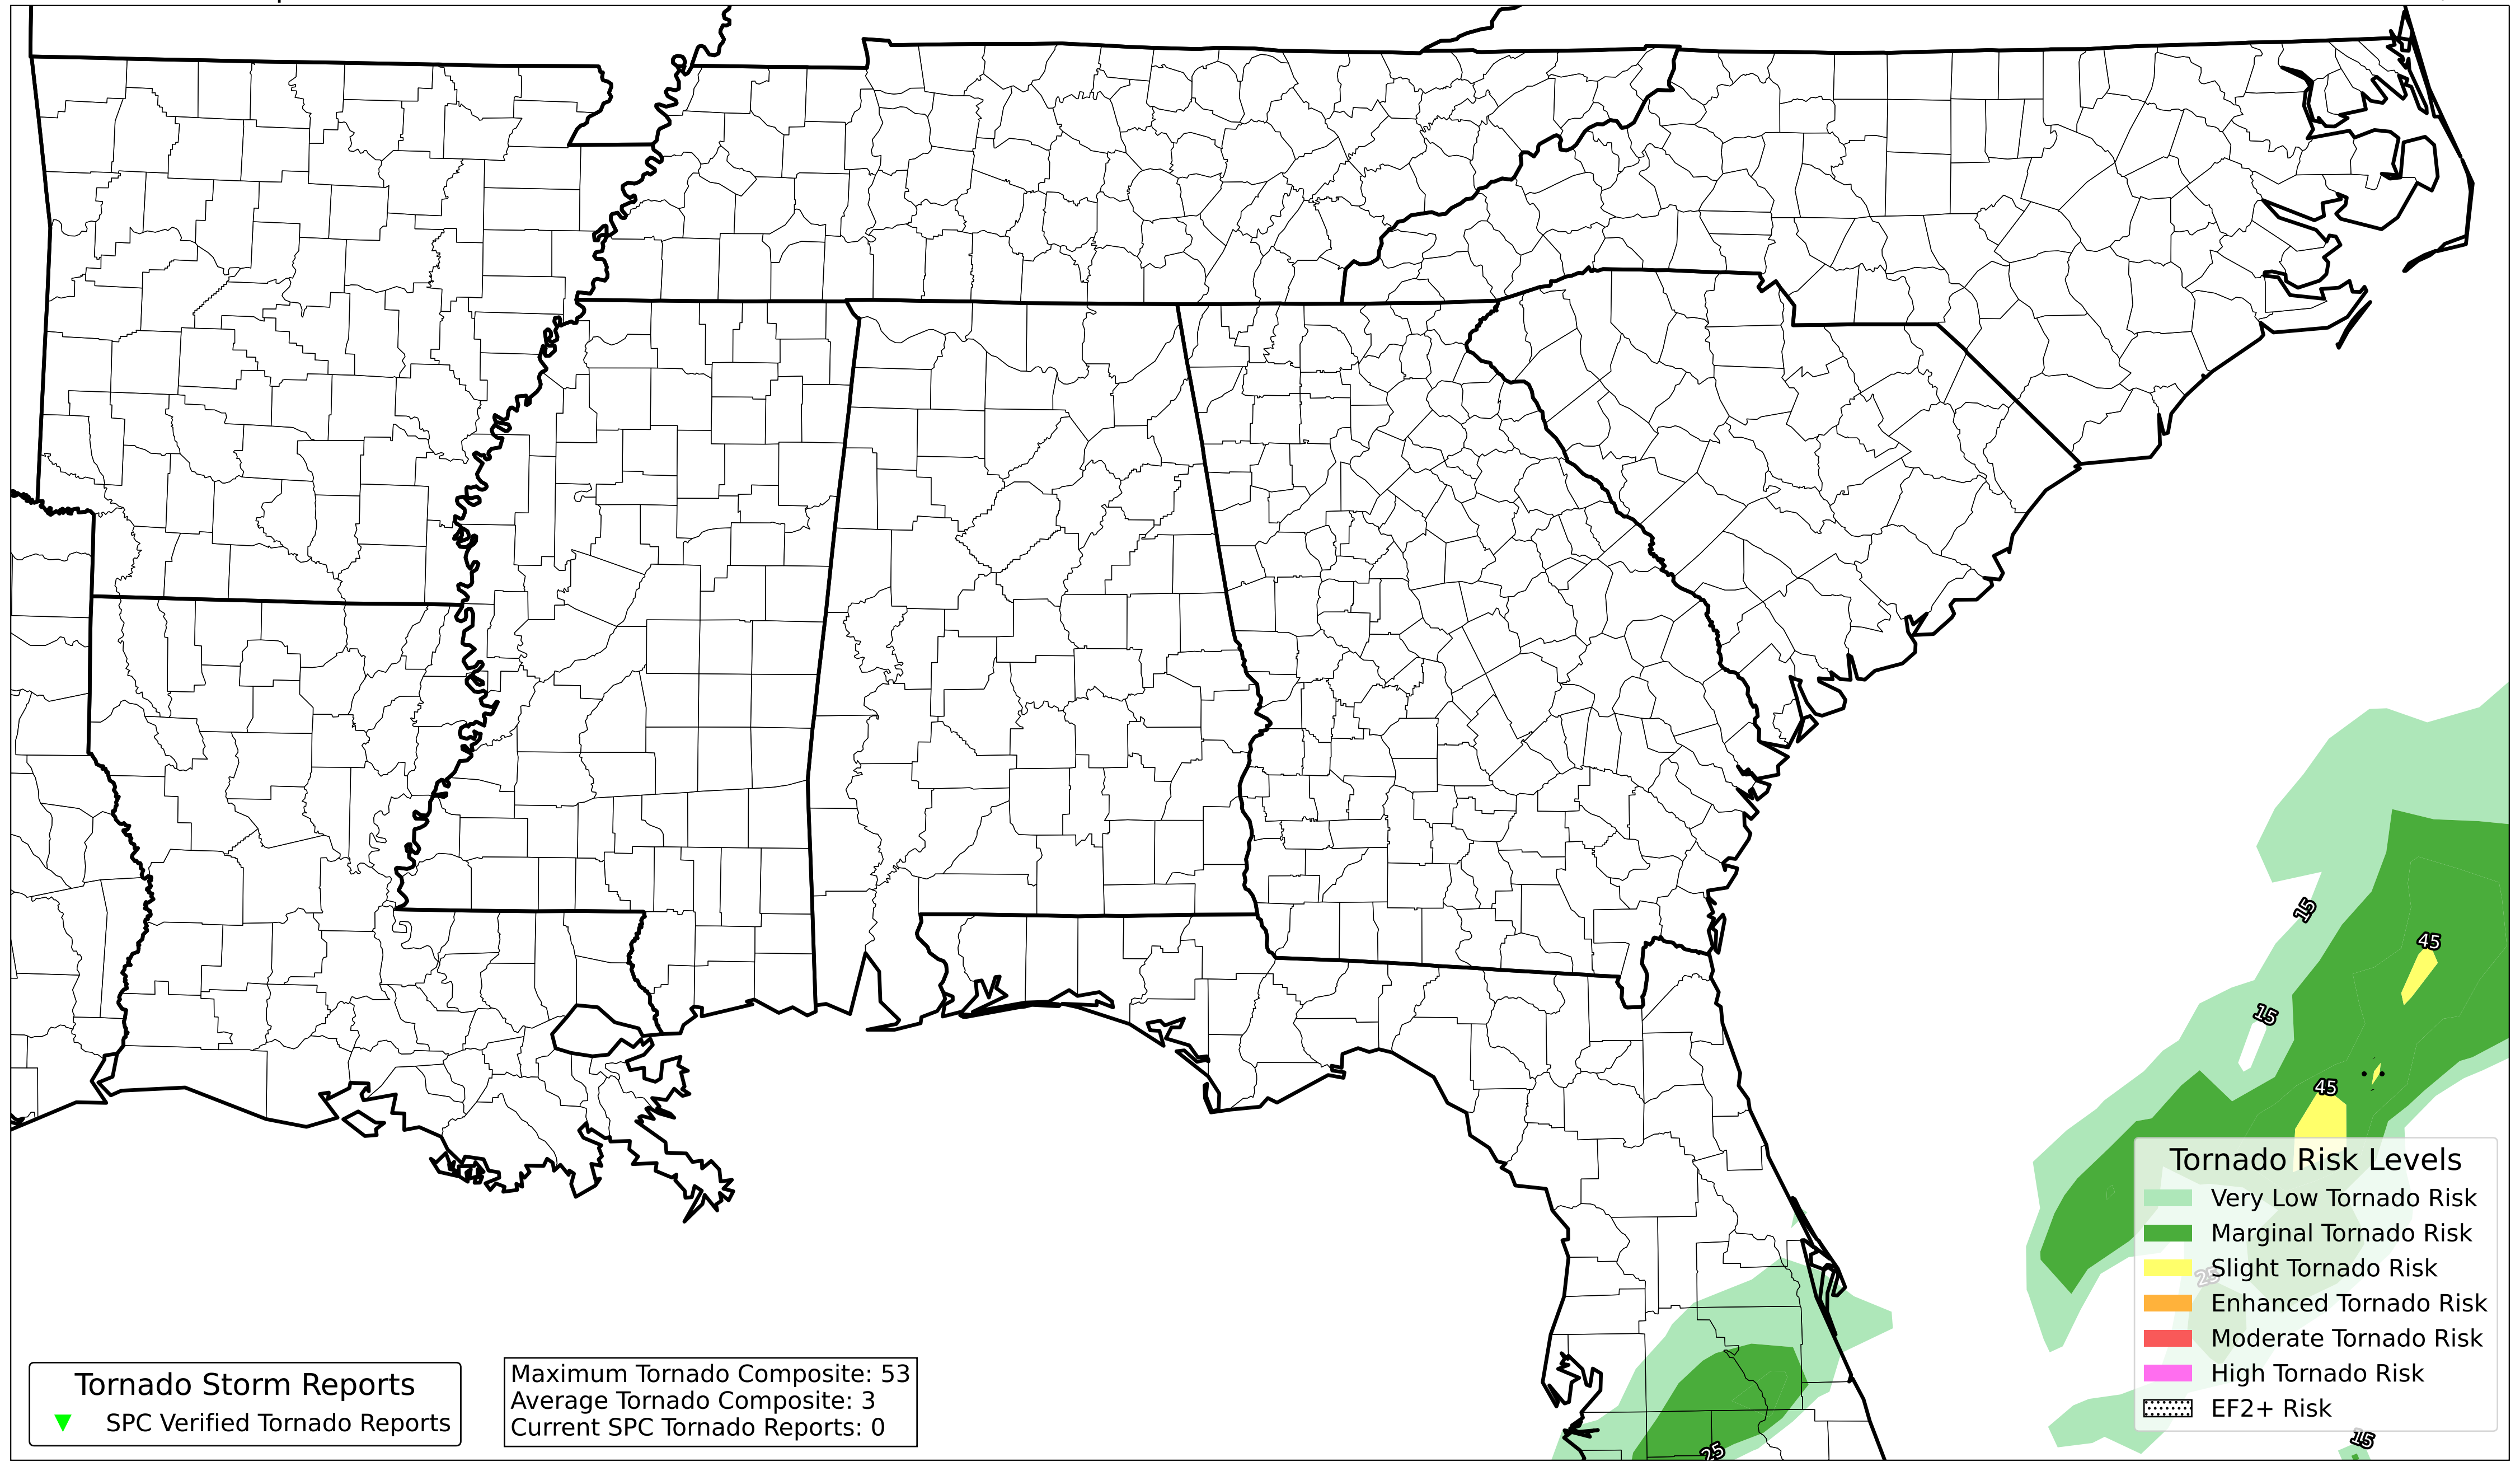 15
45
15
45
Tornado Risk Levels
Very Low Tornado Risk
Marginal Tornado Risk
25
Slight Tornado Risk
Enhanced Tornado Risk
Moderate Tornado Risk
High Tornado Risk
EF2+ Risk
15
25
Tornado Storm Reports
SPC Verified Tornado Reports
Maximum Tornado Composite: 53
Average Tornado Composite: 3
Current SPC Tornado Reports: 0